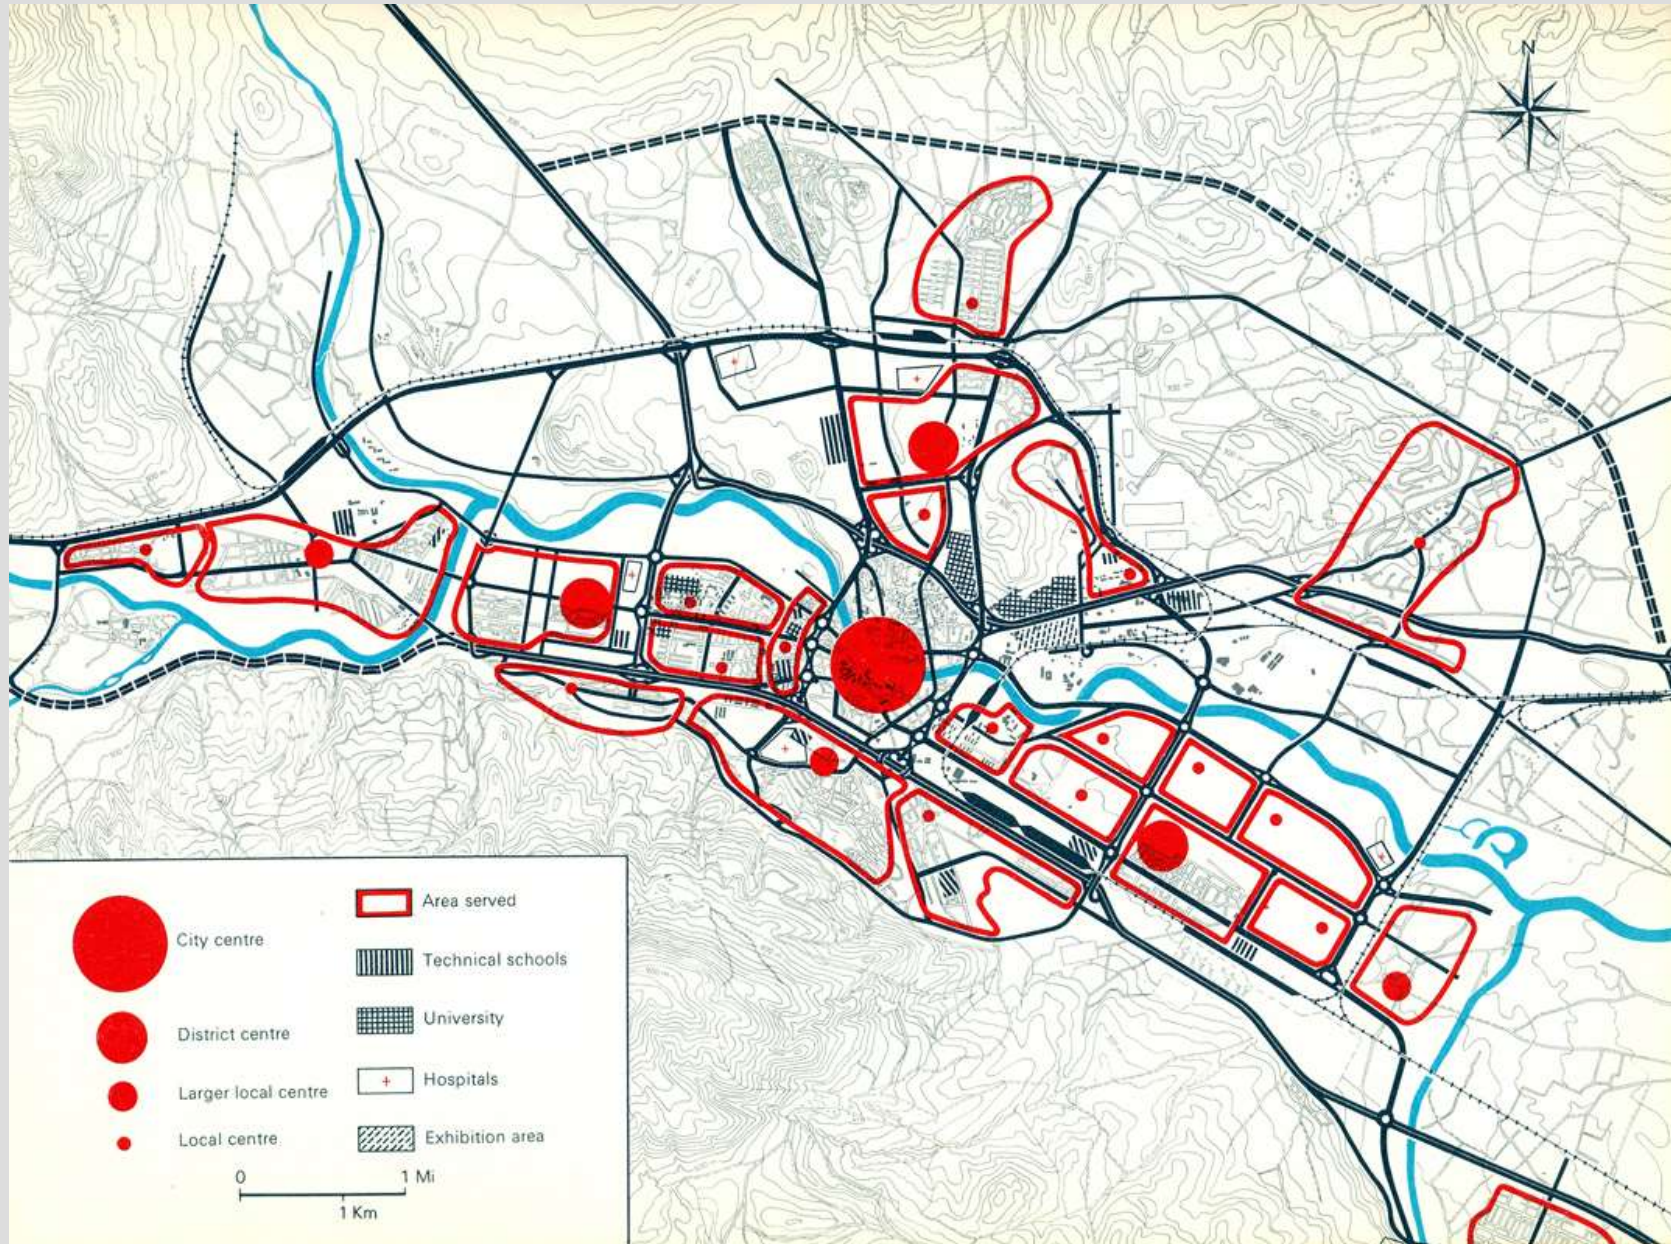 N
City centre
District centre
Larger local centre
Local centre
Area served
Technical schools
University
Hospitals
Exhibition area
0 1 Mi
1 Km